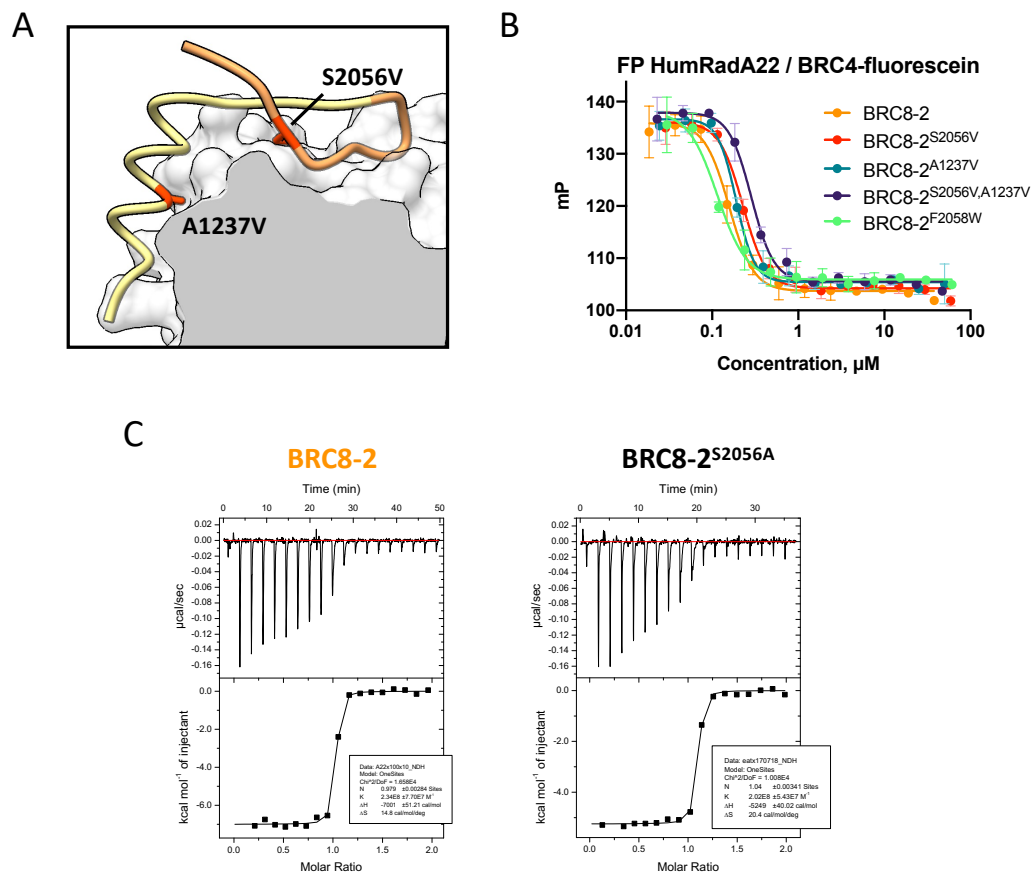 A
S2056V
A1237V
B
FP HumRadA22 / BRC4-fluorescein
mP
140
130
120
110
100
0.01
0.1
1
10
100
Concentration, µM
BRC8-2
BRC8-2S2056V
BRC8-2A1237V
BRC8-2S2056V,A1237V
BRC8-2F2058W
C
BRC8-2
Time (min)
0 10 20 30 40 50
0.02
0.00
-0.02
-0.04
-0.06
-0.08
-0.10
-0.12
-0.14
-0.16
µcal/sec
0.0
-2.0
-4.0
-6.0
kcal mol-1 of injectant
Data: A22x100x10_NDH
Model: OneSites
Chi^2/DoF = 1.658E4
N 0.979 ±0.00284 Sites
K 2.34E8 ±7.70E7 M-1
ΔH -7001 ±51.21 cal/mol
ΔS 14.8 cal/mol/deg
0.0 0.5 1.0 1.5 2.0
Molar Ratio
BRC8-2S2056A
Time (min)
0 10 20 30
0.02
0.00
-0.02
-0.04
-0.06
-0.08
-0.10
-0.12
-0.14
-0.16
µcal/sec
0.0
-2.0
-4.0
kcal mol-1 of injectant
Data: eatx170718_NDH
Model: OneSites
Chi^2/DoF = 1.008E4
N 1.04 ±0.00341 Sites
K 2.02E8 ±5.43E7 M-1
ΔH -5249 ±40.02 cal/mol
ΔS 20.4 cal/mol/deg
0.0 0.5 1.0 1.5 2.0
Molar Ratio